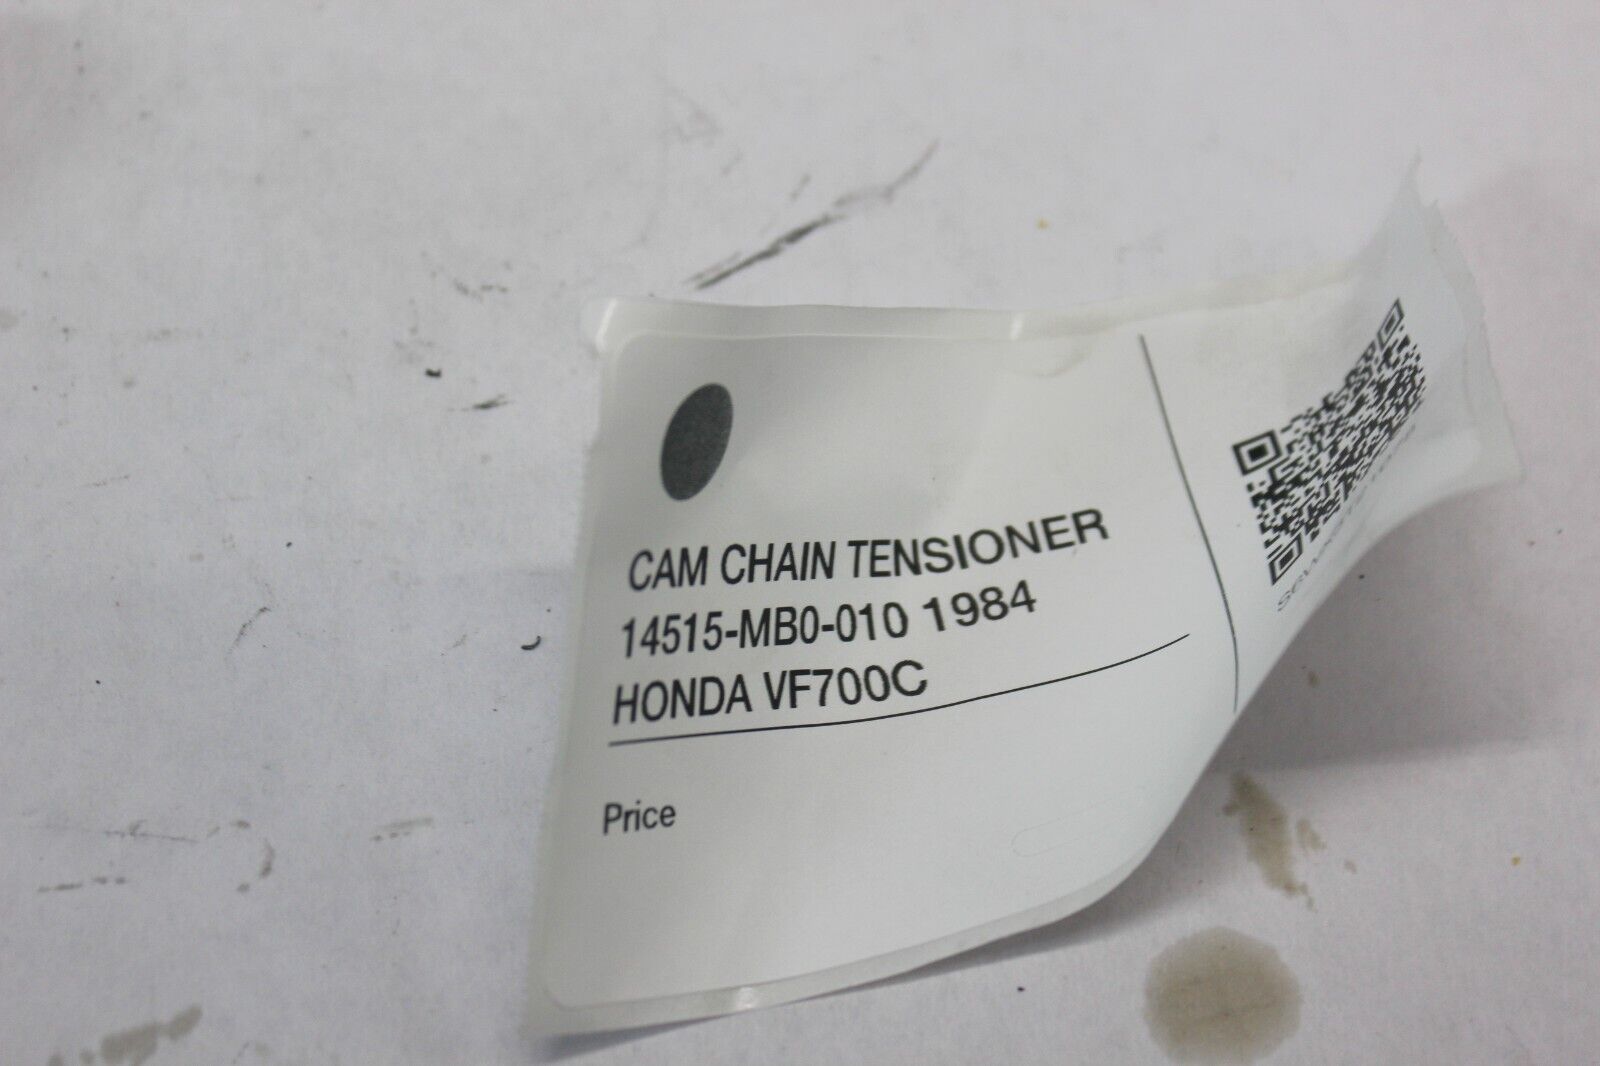 CAM CHAIN TENSIONER
14515-MB0-010 1984
HONDA VF700C
Price